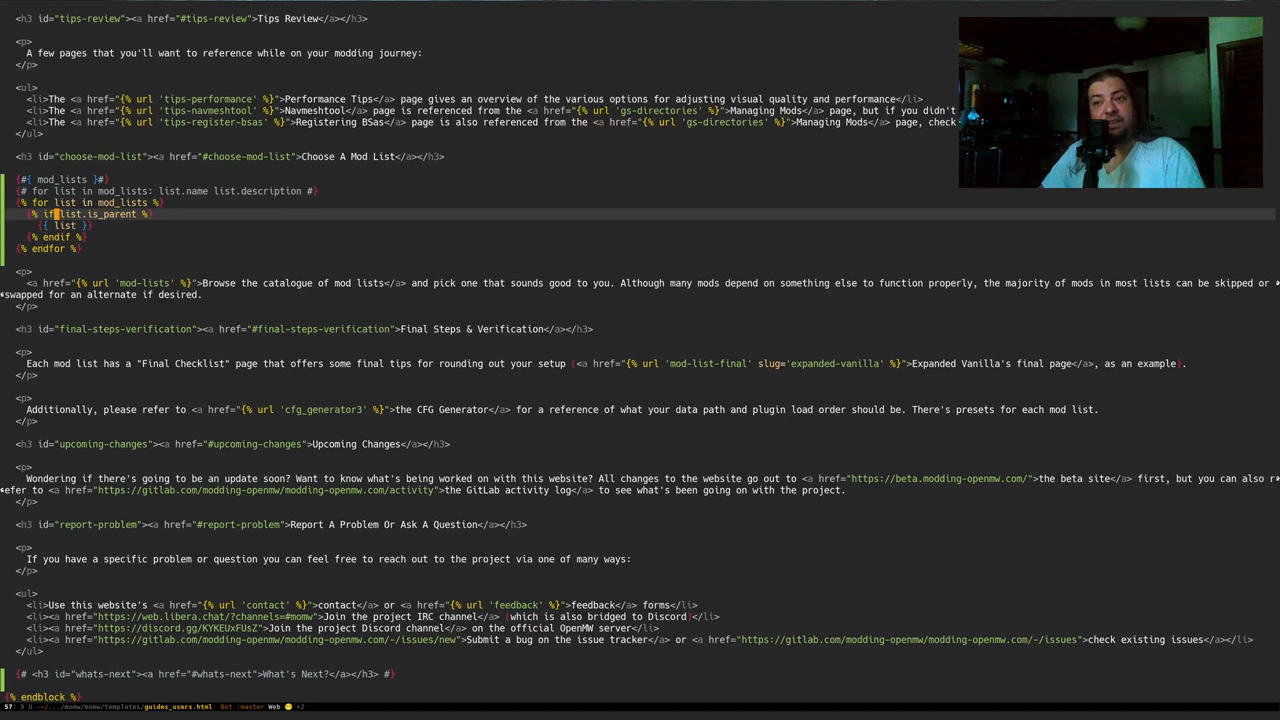 <h3 id="tips-review"><a href="#tips-review">Tips Review</a></h3>
<p>
A few pages that you'll want to reference while on your modding journey:
</p>
<ul>
<li>The <a href="{% url 'tips-performance' %}">Performance Tips</a> page gives an overview of the various options for adjusting visual quality and performance</li>
<li>The <a href="{% url 'tips-navmeshtool' %}">Navmeshtool</a> page is referenced from the <a href="{% url 'gs-directories' %}">Managing Mods</a> page, but if you didn't
<li>The <a href="{% url 'tips-register-bsas' %}">Registering BSAs</a> page is also referenced from the <a href="{% url 'gs-directories' %}">Managing Mods</a> page, check
</ul>
<h3 id="choose-mod-list"><a href="#choose-mod-list">Choose A Mod List</a></h3>
{#{ mod_lists }#}
{# for list in mod_lists: list.name list.description #}
{% for list in mod_lists %}
{% if list.is_parent %}
{{ list }}
{% endif %}
{% endfor %}
<p>
<a href="{% url 'mod-lists' %}">Browse the catalogue of mod lists</a> and pick one that sounds good to you. Although many mods depend on something else to function properly, the majority of mods in most lists can be skipped or
swapped for an alternate if desired.
</p>
<h3 id="final-steps-verification"><a href="#final-steps-verification">Final Steps & Verification</a></h3>
<p>
Each mod list has a "Final Checklist" page that offers some final tips for rounding out your setup (<a href="{% url 'mod-list-final' slug='expanded-vanilla' %}">Expanded Vanilla's final page</a>, as an example).
</p>
<p>
Additionally, please refer to <a href="{% url 'cfg_generator3' %}">the CFG Generator</a> for a reference of what your data path and plugin load order should be. There's presets for each mod list.
</p>
<h3 id="upcoming-changes"><a href="#upcoming-changes">Upcoming Changes</a></h3>
<p>
Wondering if there's going to be an update soon? Want to know what's being worked on with this website? All changes to the website go out to <a href="https://beta.modding-openmw.com/">the beta site</a> first, but you can also r
efer to <a href="https://gitlab.com/modding-openmw/modding-openmw.com/activity">the GitLab activity log</a> to see what's been going on with the project.
</p>
<h3 id="report-problem"><a href="#report-problem">Report A Problem Or Ask A Question</a></h3>
<p>
If you have a specific problem or question you can feel free to reach out to the project via one of many ways:
</p>
<ul>
<li>Use this website's <a href="{% url 'contact' %}">contact</a> or <a href="{% url 'feedback' %}">feedback</a> forms</li>
<li><a href="https://web.libera.chat/?channels=#momw">Join the project IRC channel</a> (which is also bridged to Discord)</li>
<li><a href="https://discord.gg/KYKEUxFUsZ">Join the project Discord channel</a> on the official OpenMW server</li>
<li><a href="https://gitlab.com/modding-openmw/modding-openmw.com/-/issues/new">Submit a bug on the issue tracker</a> or <a href="https://gitlab.com/modding-openmw/modding-openmw.com/-/issues">check existing issues</a></li>
</ul>
{# <h3 id="whats-next"><a href="#whats-next">What's Next?</a></h3> #}
{% endblock %}
57: 9 U -~/.../momw/momw/templates/guides_users.html Bot :master Web +2